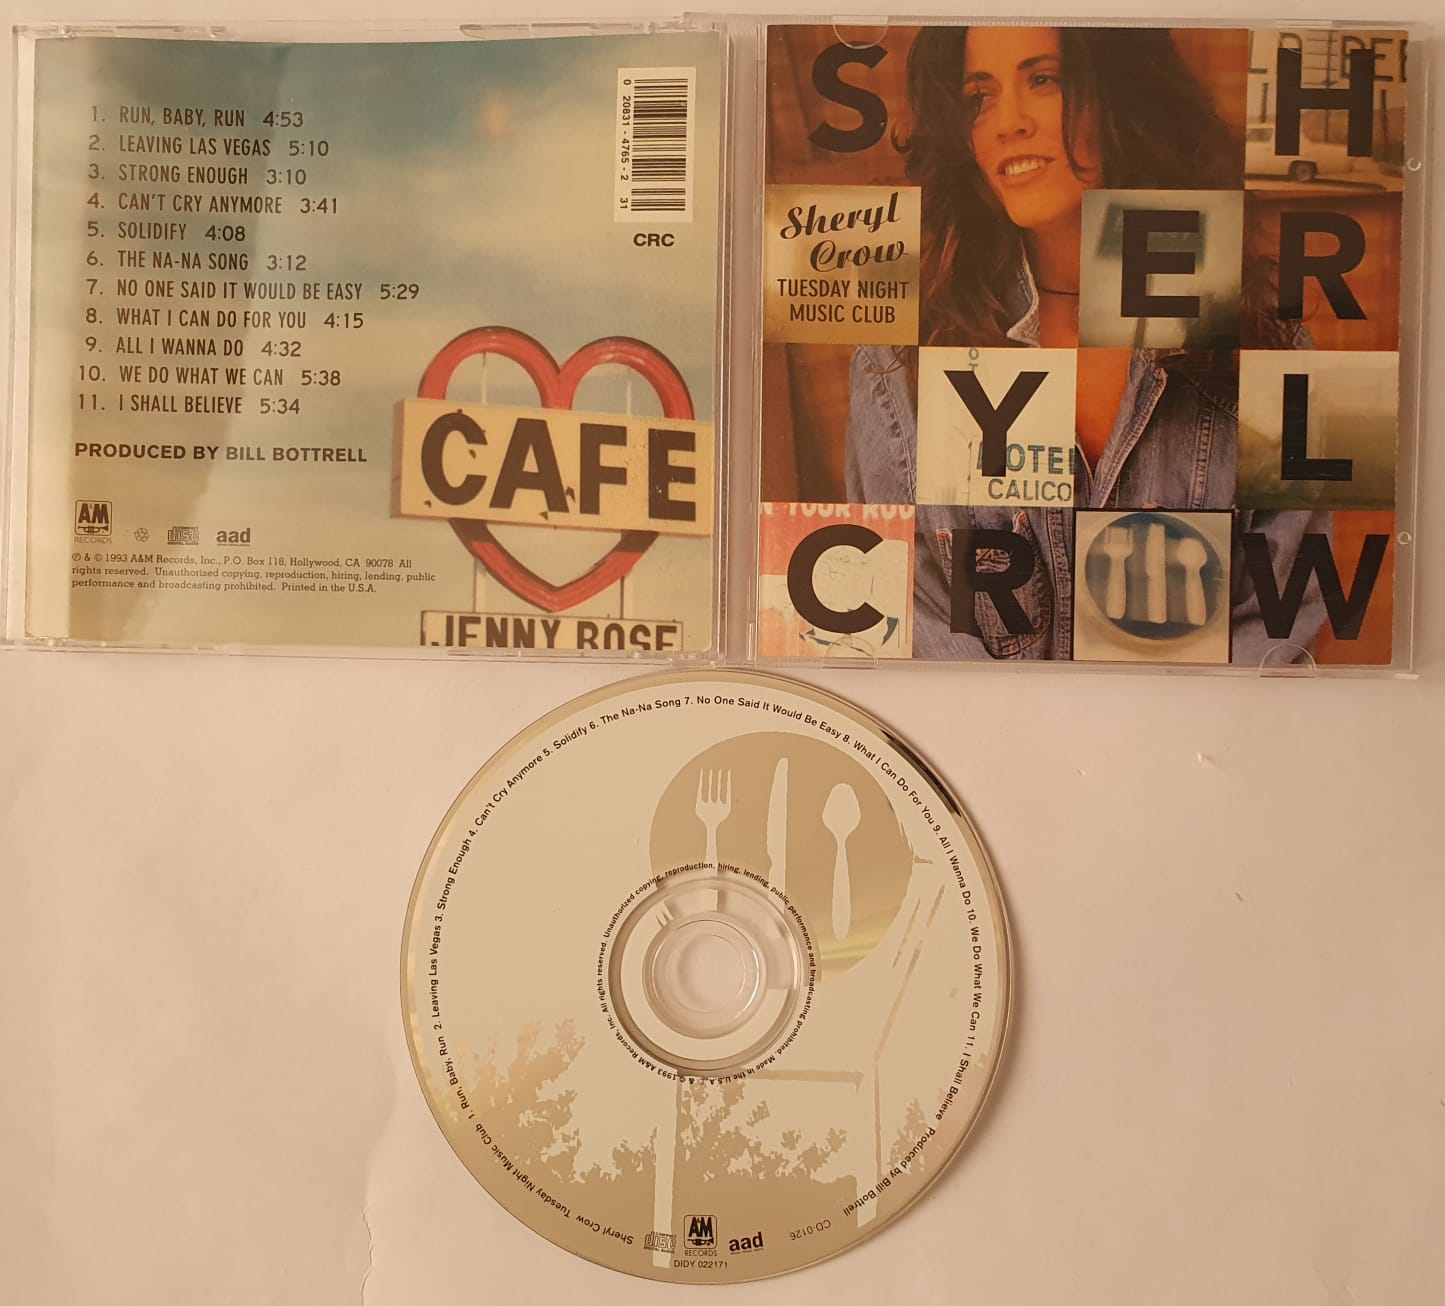 1. RUN, BABY, RUN 4:53
2. LEAVING LAS VEGAS 5:10
3. STRONG ENOUGH 3:10
4. CAN'T CRY ANYMORE 3:41
5. SOLIDIFY 4:08
6. THE NA-NA SONG 3:12
7. NO ONE SAID IT WOULD BE EASY 5:29
8. WHAT I CAN DO FOR YOU 4:15
9. ALL I WANNA DO 4:32
10. WE DO WHAT WE CAN 5:38
11. I SHALL BELIEVE 5:34
PRODUCED BY BILL BOTTRELL
0 20831-4765-2 31
CRC
CAFE
JENNY ROSE
A&M
RECORDS
disc
aad
℗ & © 1993 A&M Records, Inc., P.O. Box 118, Hollywood, CA 90078 All
rights reserved. Unauthorized copying, reproduction, hiring, lending, public
performance and broadcasting prohibited. Printed in the U.S.A.
S H
Sheryl
Crow
TUESDAY NIGHT
MUSIC CLUB
E R
Y L
OTEL
CALICO
N YOUR ROO
C R W
Sheryl Crow Tuesday Night Music Club 1. Run, Baby, Run 2. Leaving Las Vegas 3. Strong Enough 4. Can't Cry Anymore 5. Solidify 6. The Na-Na Song 7. No One Said It Would Be Easy 8. What I Can Do For You 9. All I Wanna Do 10. We Do What We Can 11. I Shall Believe Produced by Bill Bottrell
CD-0126
℗ & © 1993 A&M Records, Inc. All rights reserved. Unauthorized copying, reproduction, hiring, lending, public performance and broadcasting prohibited. Made in the U.S.A.
disc
A&M
RECORDS
aad
DIDY 022171